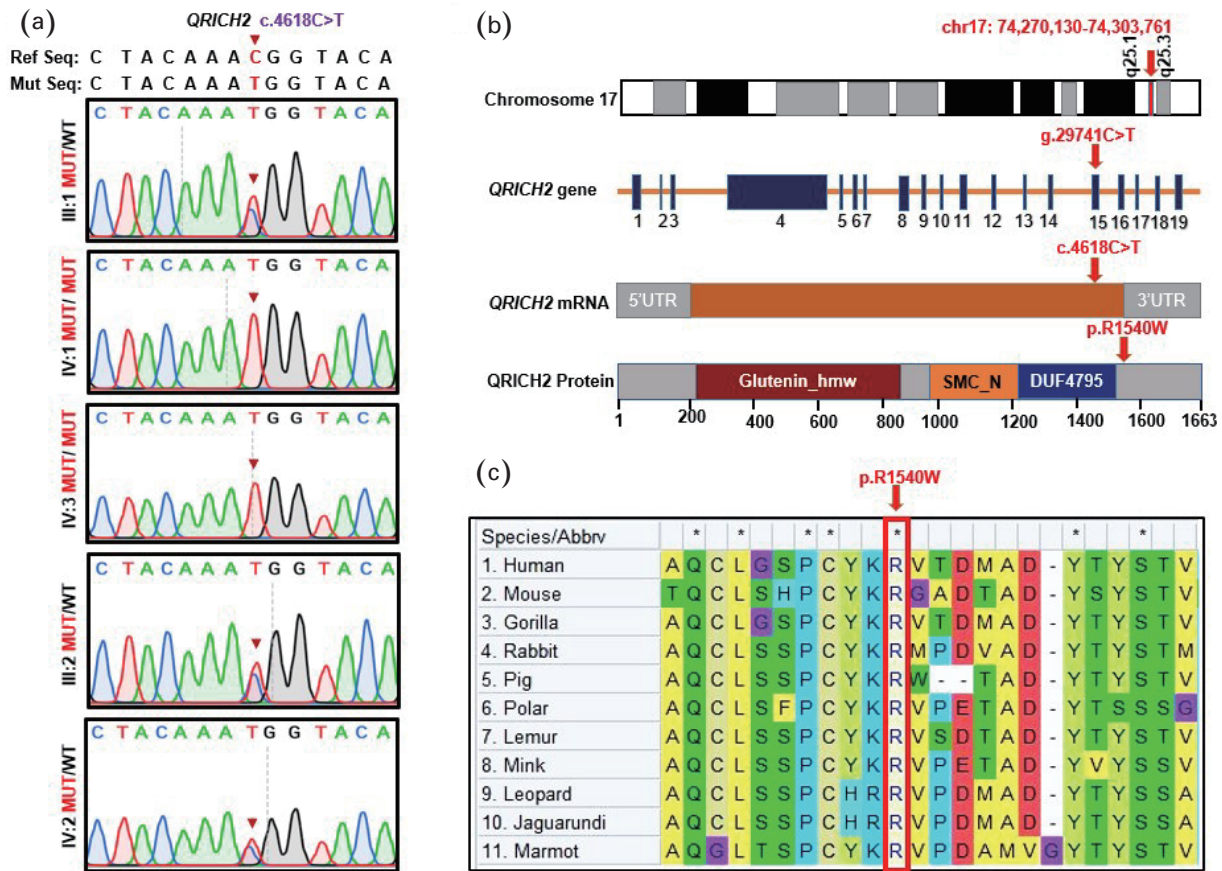 (a)
QRICH2 c.4618C>T
Ref Seq: C T A C A A A C G G T A C A
Mut Seq: C T A C A A A T G G T A C A
III:1 MUT/WT
C T A C A A A T G G T A C A
IV:1 MUT/ MUT
C T A C A A A T G G T A C A
IV:3 MUT/ MUT
C T A C A A A T G G T A C A
III:2 MUT/WT
C T A C A A A T G G T A C A
IV:2 MUT/WT
C T A C A A A T G G T A C A
(b)
chr17: 74,270,130-74,303,761
q25.1
q25.3
Chromosome 17
g.29741C>T
QRICH2 gene
1 2 3 4 5 6 7 8 9 10 11 12 13 14 15 16 17 18 19
c.4618C>T
QRICH2 mRNA 5'UTR 3'UTR
p.R1540W
QRICH2 Protein Glutenin_hmw SMC_N DUF4795
1 200 400 600 800 1000 1200 1400 1600 1663
(c)
p.R1540W
Species/Abbrv * * * * * * *
1. Human A Q C L G S P C Y K R V T D M A D - Y T Y S T V
2. Mouse T Q C L S H P C Y K R G A D T A D - Y S Y S T V
3. Gorilla A Q C L G S P C Y K R V T D M A D - Y T Y S T V
4. Rabbit A Q C L S S P C Y K R M P D V A D - Y T Y S T M
5. Pig A Q C L S S P C Y K R W - - T A D - Y T Y S T V
6. Polar A Q C L S F P C Y K R V P E T A D - Y T S S S G
7. Lemur A Q C L S S P C Y K R V S D T A D - Y T Y S T V
8. Mink A Q C L S S P C Y K R V P E T A D - Y V Y S S V
9. Leopard A Q C L S S P C H R R V P D M A D - Y T Y S S A
10. Jaguarundi A Q C L S S P C H R R V P D M A D - Y T Y S S A
11. Marmot A Q G L T S P C Y K R V P D A M V G Y T Y S T V